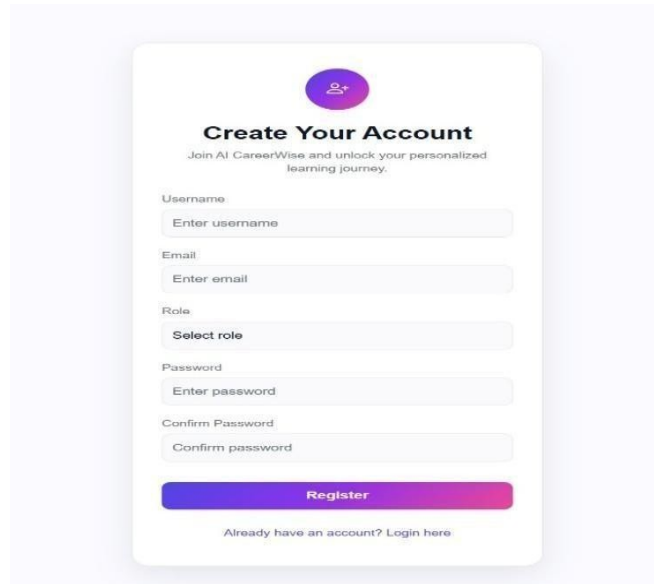 Create Your Account
Join AI CareerWise and unlock your personalized
learning journey.
Username
Enter username
Email
Enter email
Role
Select role
Password
Enter password
Confirm Password
Confirm password
Register
Already have an account? Login here